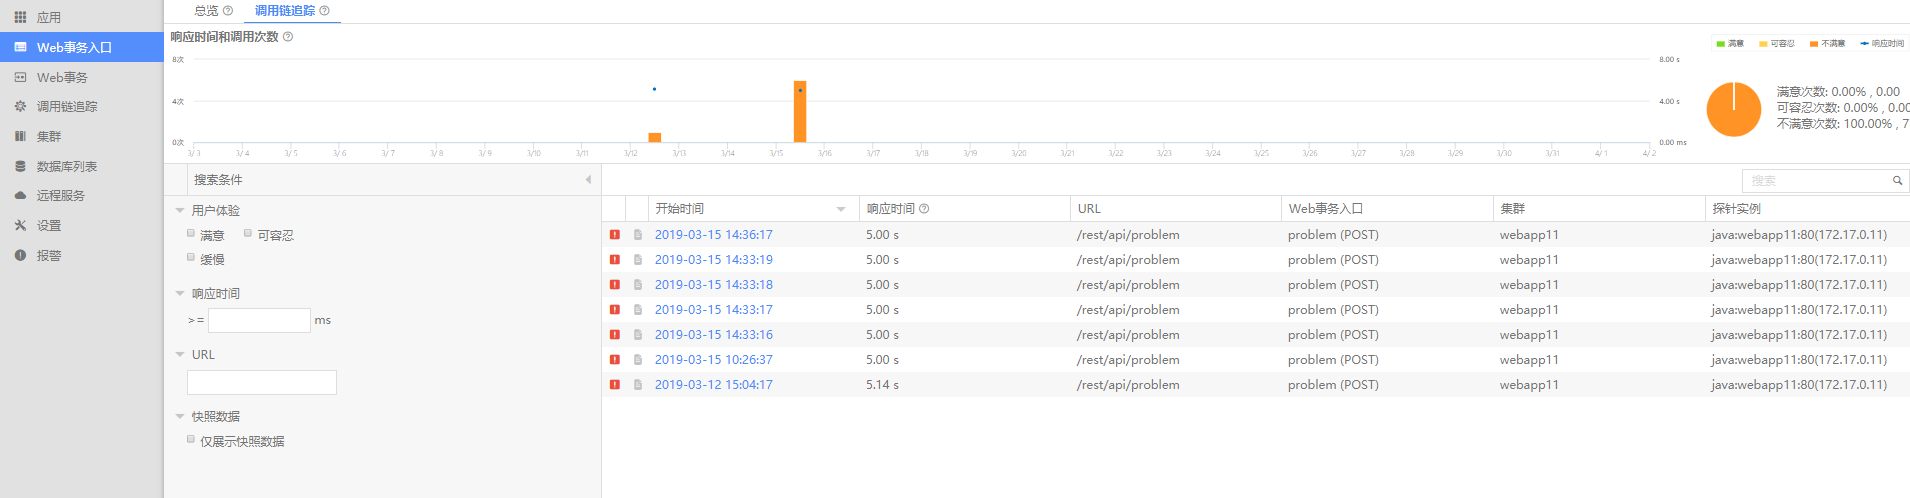 应用
Web事务入口
Web事务
调用链追踪
集群
数据库列表
远程服务
设置
报警
总览 调用链追踪
响应时间和调用次数
满意 可容忍 不满意 响应时间
8次
4次
0次
8.00 s
4.00 s
0.00 ms
3/ 3 3/ 4 3/ 5 3/ 6 3/ 7 3/ 8 3/ 9 3/10 3/11 3/12 3/13 3/14 3/15 3/16 3/17 3/18 3/19 3/20 3/21 3/22 3/23 3/24 3/25 3/26 3/27 3/28 3/29 3/30 3/31 4/ 1 4/ 2
满意次数: 0.00% , 0.00
可容忍次数: 0.00% , 0.00
不满意次数: 100.00% , 7
搜索条件
用户体验
满意 可容忍
缓慢
响应时间
>= ms
URL
快照数据
仅展示快照数据
搜索
开始时间 响应时间 URL Web事务入口 集群 探针实例
2019-03-15 14:36:17 5.00 s /rest/api/problem problem (POST) webapp11 java:webapp11:80(172.17.0.11)
2019-03-15 14:33:19 5.00 s /rest/api/problem problem (POST) webapp11 java:webapp11:80(172.17.0.11)
2019-03-15 14:33:18 5.00 s /rest/api/problem problem (POST) webapp11 java:webapp11:80(172.17.0.11)
2019-03-15 14:33:17 5.00 s /rest/api/problem problem (POST) webapp11 java:webapp11:80(172.17.0.11)
2019-03-15 14:33:16 5.00 s /rest/api/problem problem (POST) webapp11 java:webapp11:80(172.17.0.11)
2019-03-15 10:26:37 5.00 s /rest/api/problem problem (POST) webapp11 java:webapp11:80(172.17.0.11)
2019-03-12 15:04:17 5.14 s /rest/api/problem problem (POST) webapp11 java:webapp11:80(172.17.0.11)